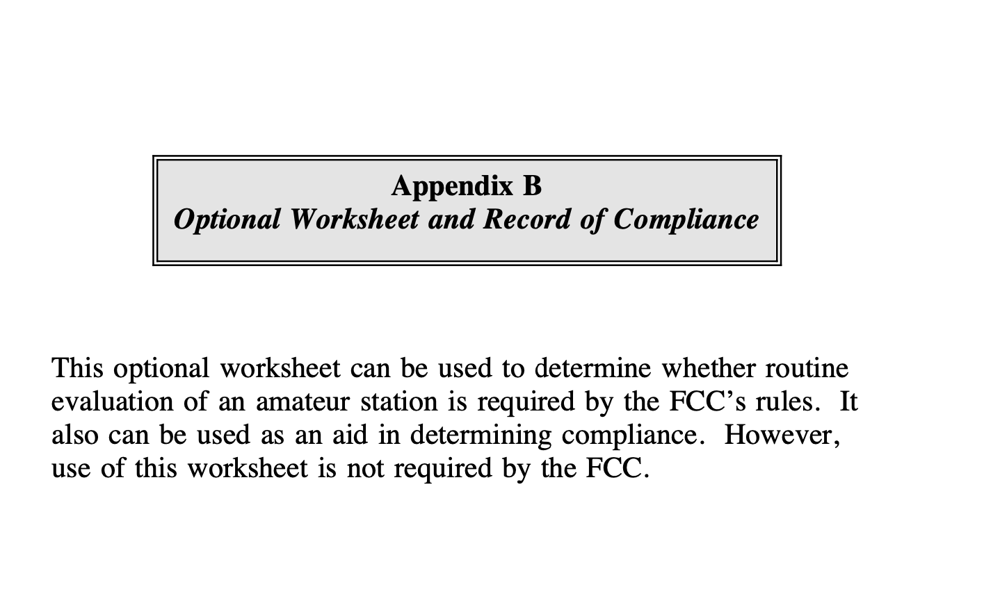 Appendix B
Optional Worksheet and Record of Compliance
This optional worksheet can be used to determine whether routine
evaluation of an amateur station is required by the FCC’s rules.  It
also can be used as an aid in determining compliance.  However,
use of this worksheet is not required by the FCC.